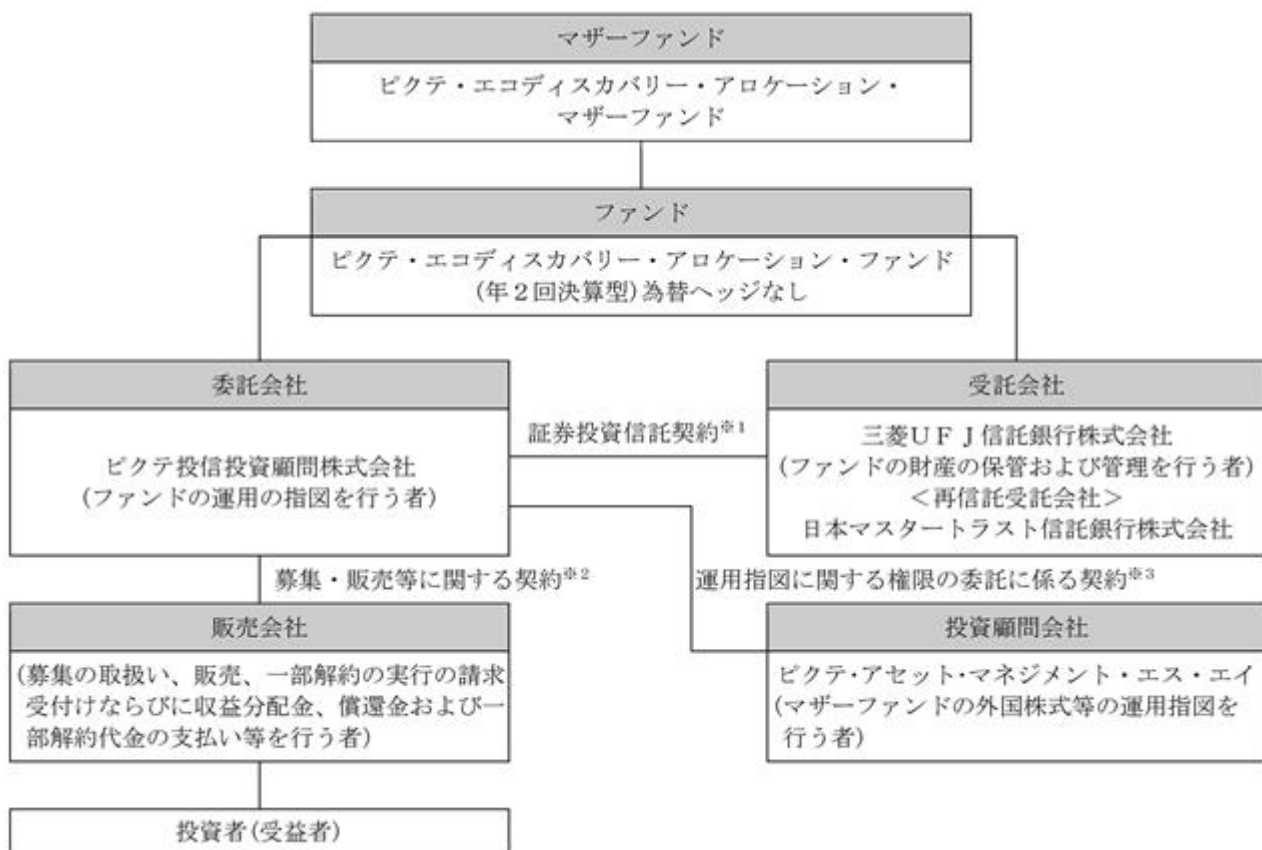 マザーファンド
ピクテ・エコディスカバリー・アロケーション・
マザーファンド
ファンド
ピクテ・エコディスカバリー・アロケーション・ファンド
(年２回決算型)為替ヘッジなし
委託会社
ピクテ投信投資顧問株式会社
(ファンドの運用の指図を行う者)
証券投資信託契約※1
受託会社
三菱ＵＦＪ信託銀行株式会社
(ファンドの財産の保管および管理を行う者)
＜再信託受託会社＞
日本マスタートラスト信託銀行株式会社
募集・販売等に関する契約※2
運用指図に関する権限の委託に係る契約※3
販売会社
(募集の取扱い、販売、一部解約の実行の請求
受付けならびに収益分配金、償還金および一
部解約代金の支払い等を行う者)
投資顧問会社
ピクテ･アセット･マネジメント・エス・エイ
(マザーファンドの外国株式等の運用指図を
行う者)
投資者(受益者)